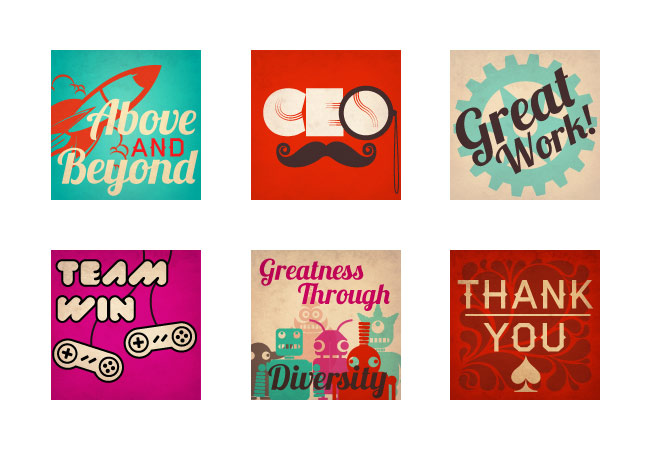 Above
AND
Beyond
CEO
Great
Work!
TEAM
WIN
Greatness
Through
Diversity
THANK
YOU